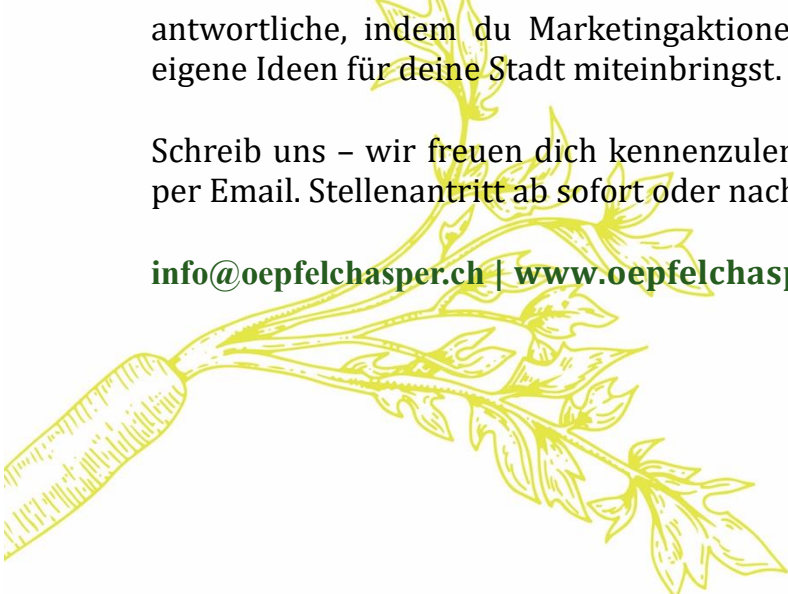 antwortliche, indem du Marketingaktione
eigene Ideen für deine Stadt miteinbringst.
Schreib uns – wir freuen dich kennenzuler
per Email. Stellenantritt ab sofort oder nach
info@oepfelchasper.ch | www.oepfelchasp